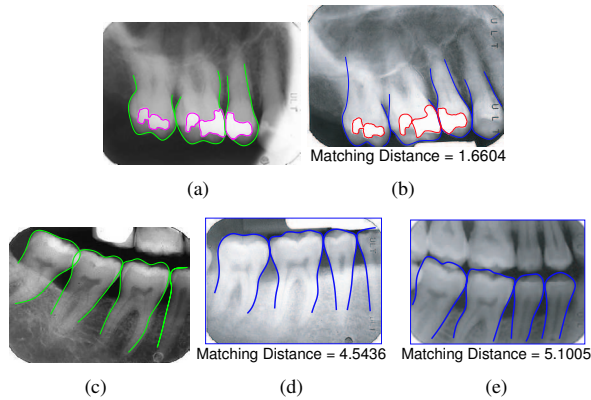 U L T
U L T
U L T
Matching Distance = 1.6604
(a)
(b)
U L T
Matching Distance = 4.5436
Matching Distance = 5.1005
(c)
(d)
(e)